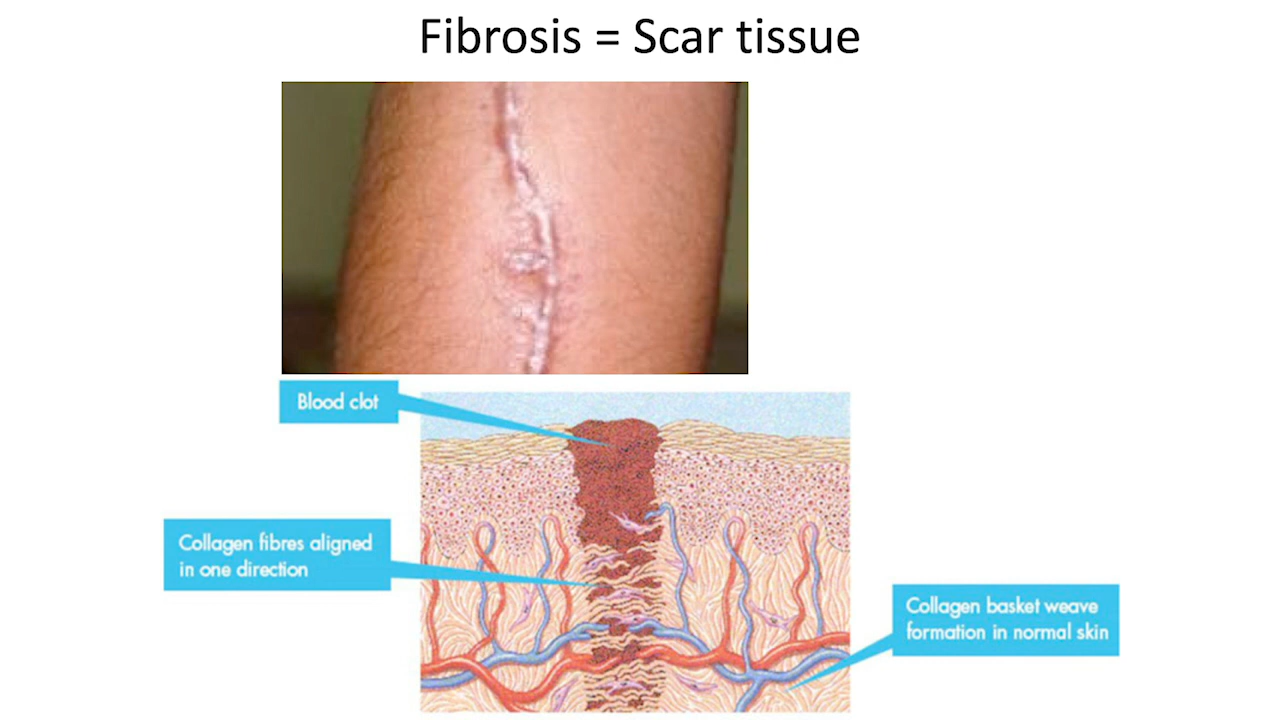 Fibrosis = Scar tissue
Blood clot
Collagen fibres aligned
in one direction
Collagen basket weave
formation in normal skin